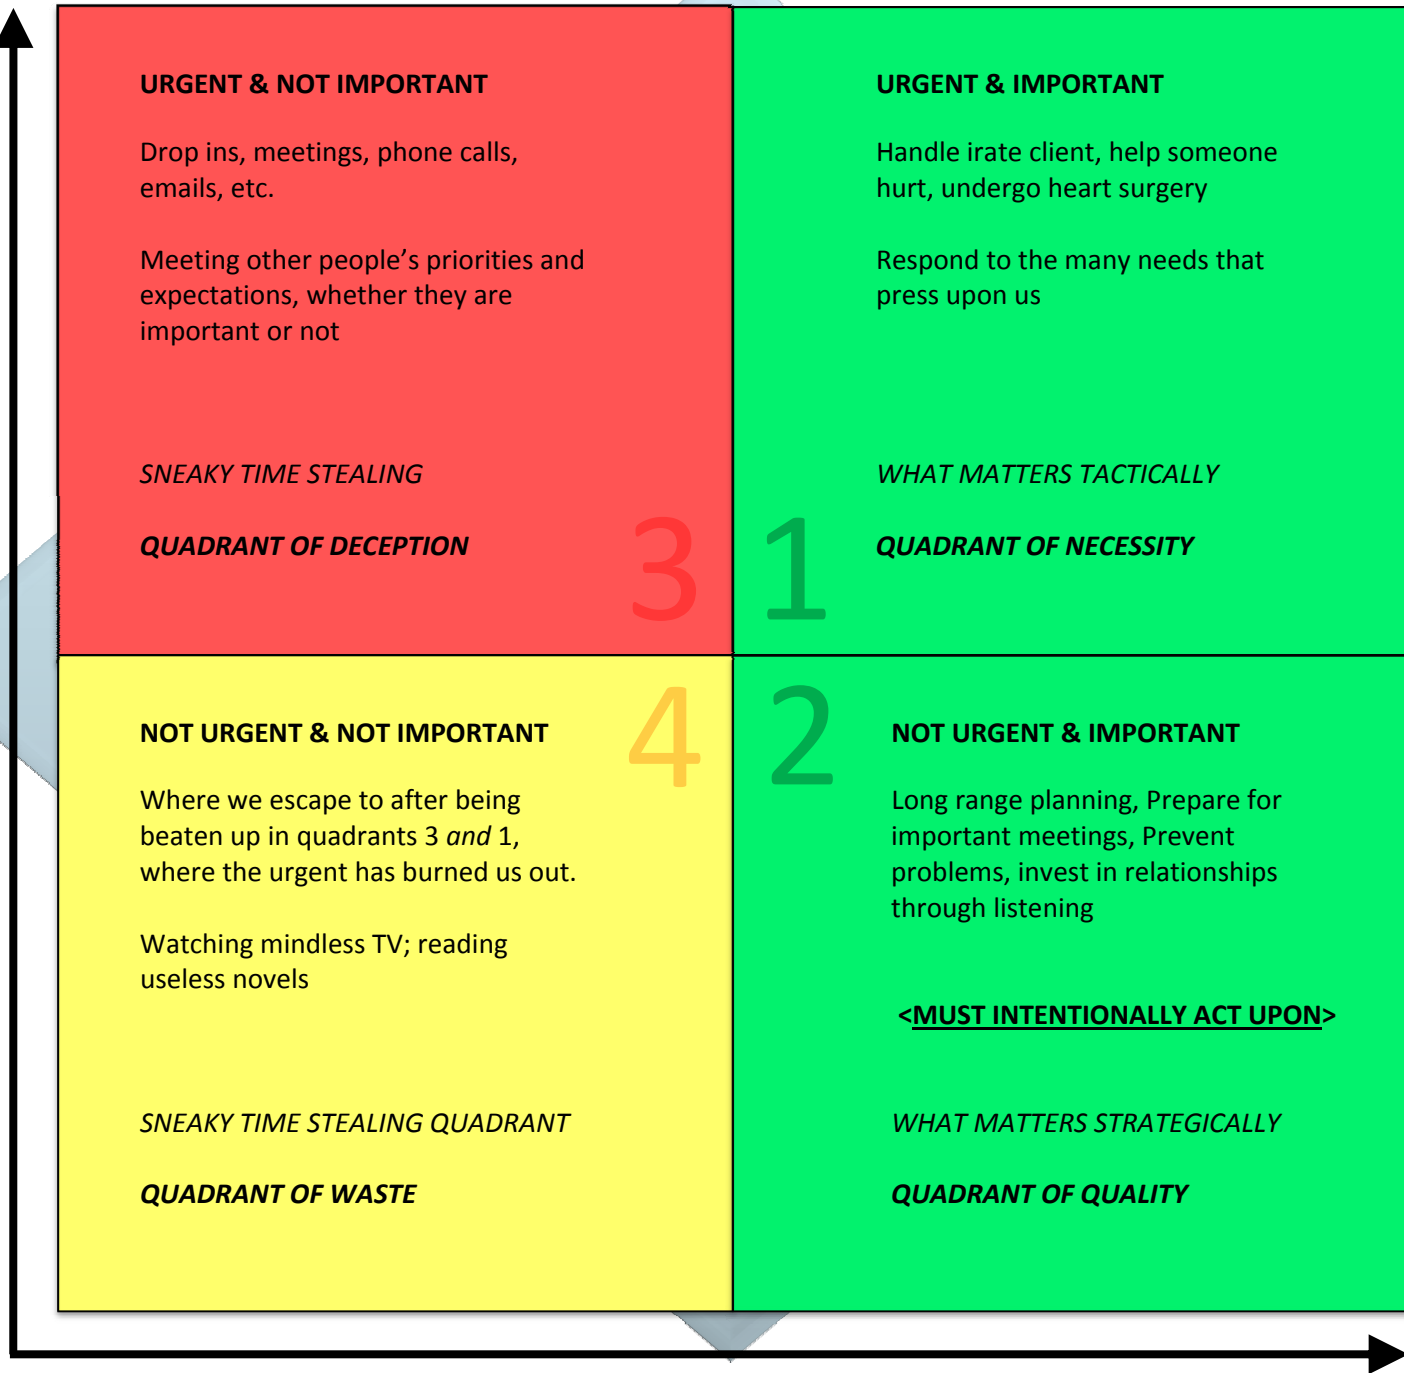 URGENT & NOT IMPORTANT
Drop ins, meetings, phone calls,
emails, etc.
Meeting other people’s priorities and
expectations, whether they are
important or not
SNEAKY TIME STEALING
QUADRANT OF DECEPTION
3
URGENT & IMPORTANT
Handle irate client, help someone
hurt, undergo heart surgery
Respond to the many needs that
press upon us
WHAT MATTERS TACTICALLY
QUADRANT OF NECESSITY
1
NOT URGENT & NOT IMPORTANT
Where we escape to after being
beaten up in quadrants 3 and 1,
where the urgent has burned us out.
Watching mindless TV; reading
useless novels
SNEAKY TIME STEALING QUADRANT
QUADRANT OF WASTE
4
2
NOT URGENT & IMPORTANT
Long range planning, Prepare for
important meetings, Prevent
problems, invest in relationships
through listening
<MUST INTENTIONALLY ACT UPON>
WHAT MATTERS STRATEGICALLY
QUADRANT OF QUALITY